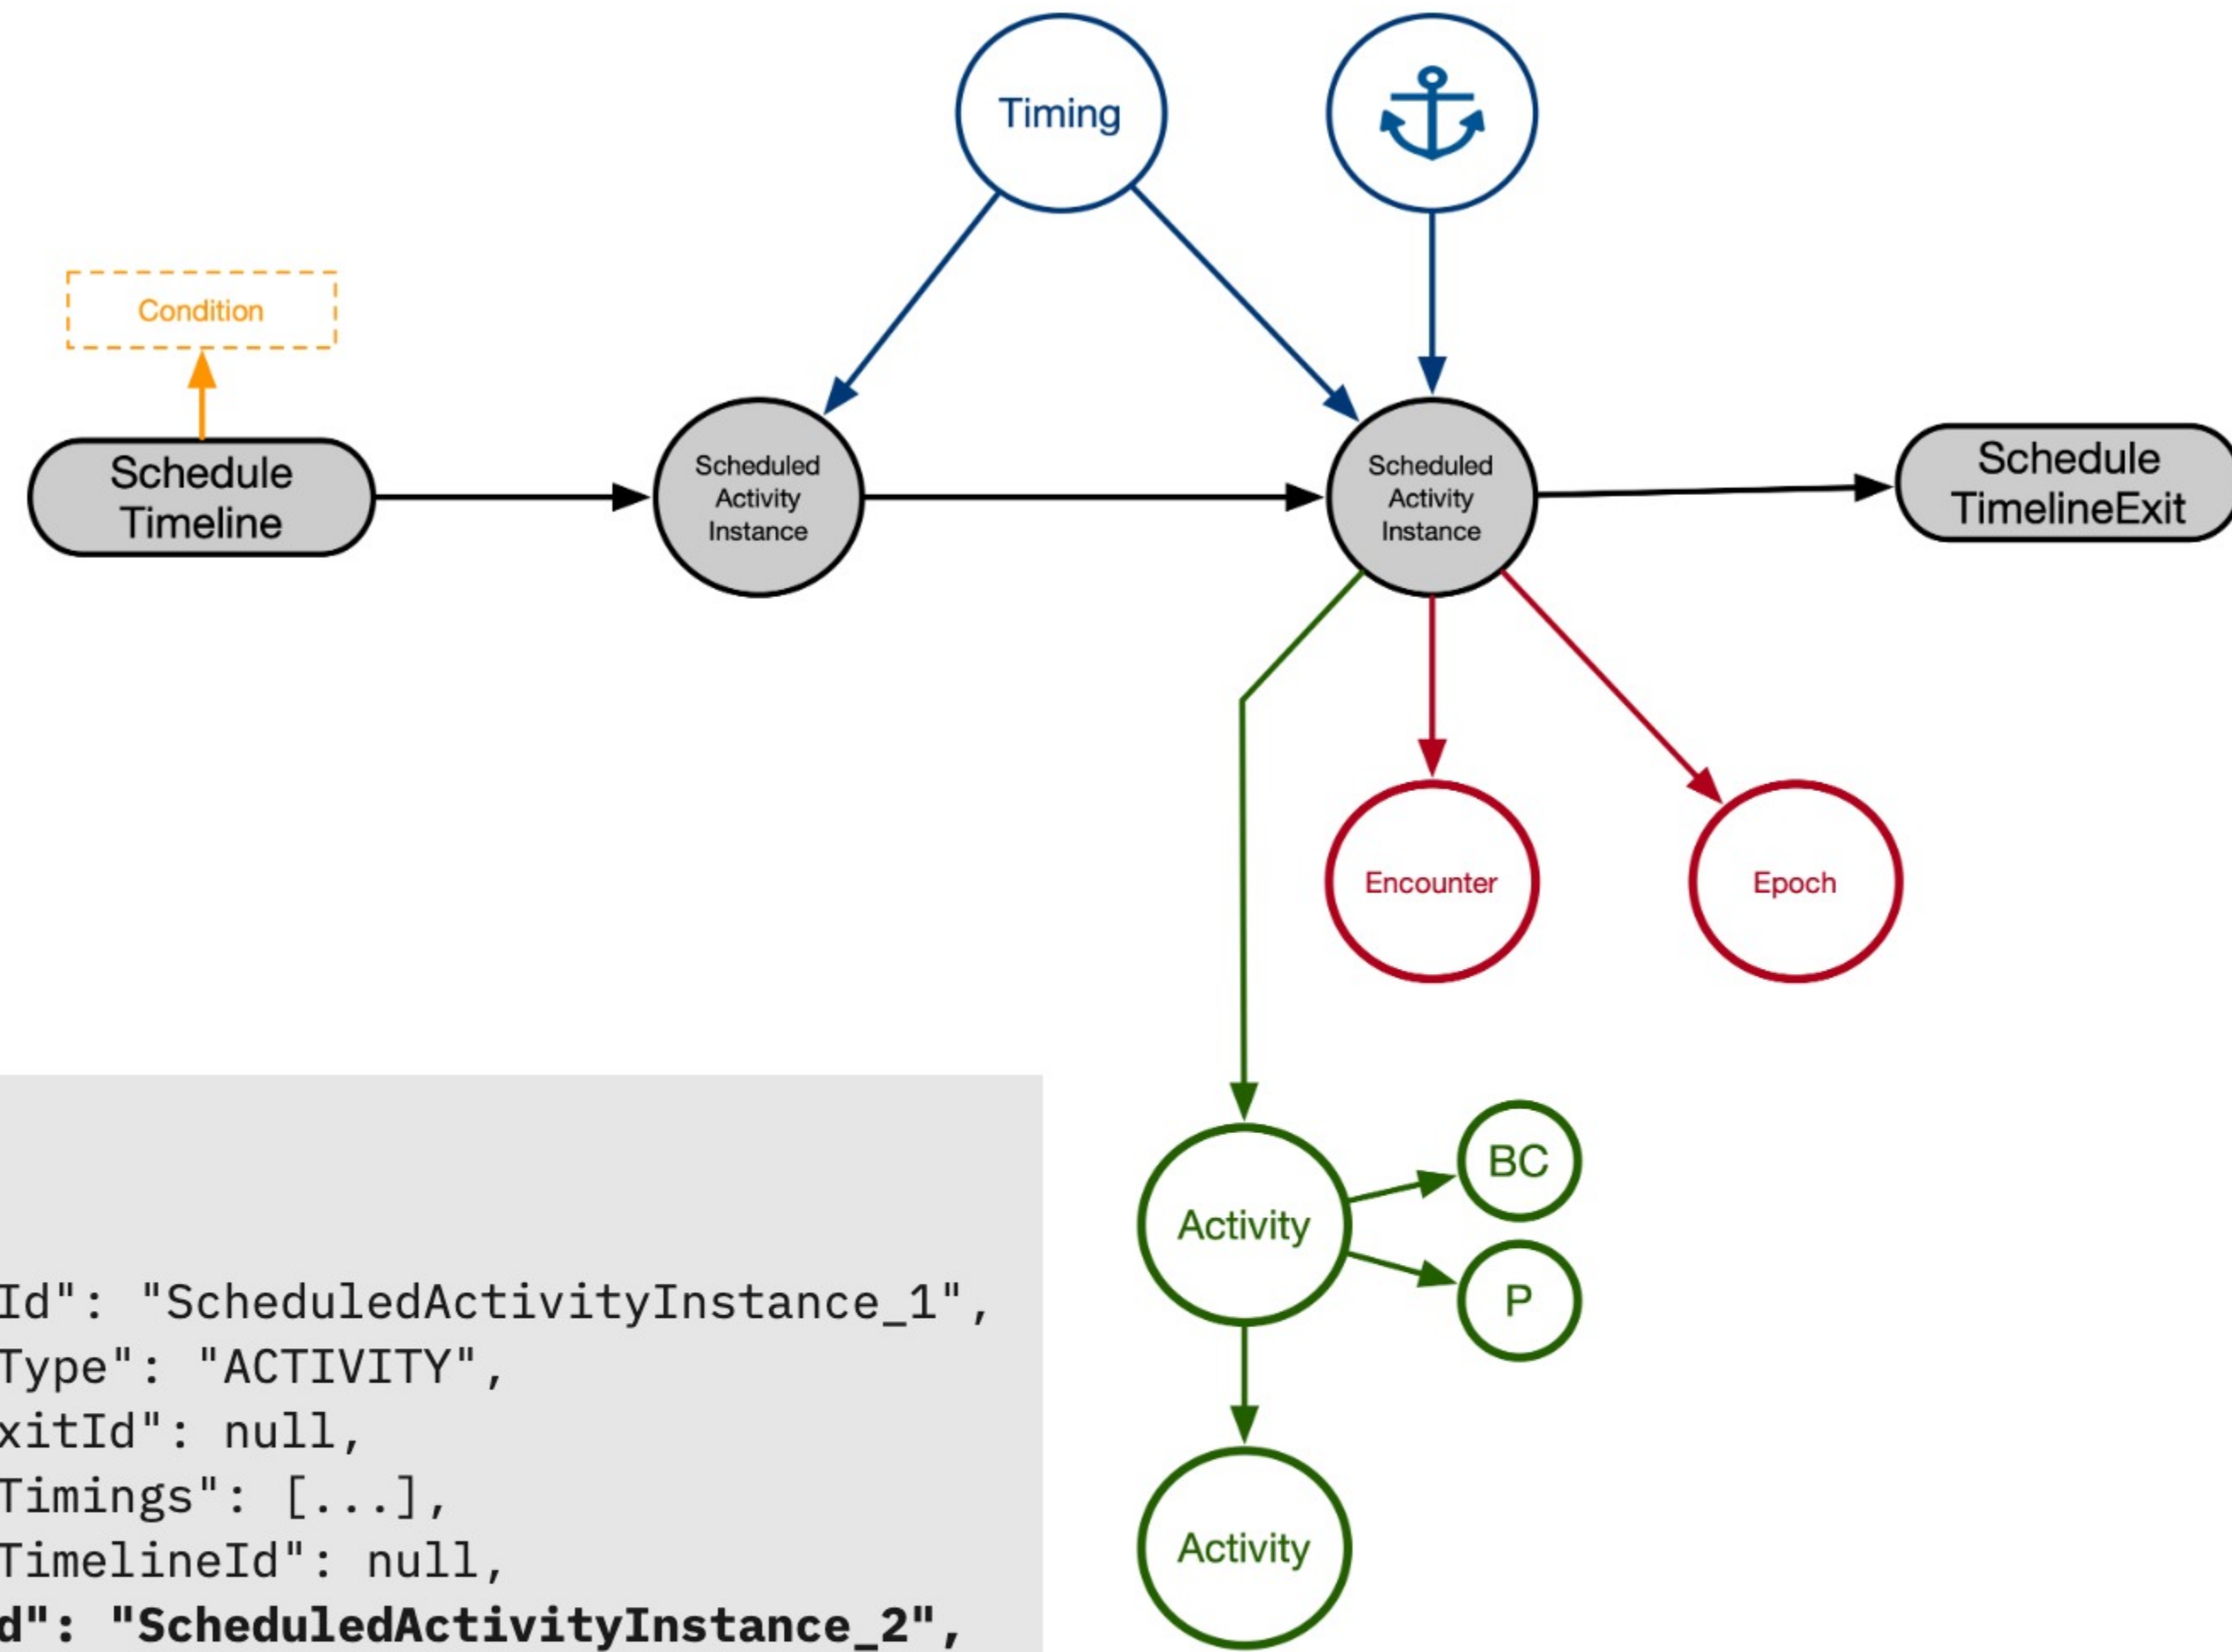 Timing
Condition
Schedule
Timeline
Scheduled
Activity
Instance
Scheduled
Activity
Instance
Schedule
TimelineExit
Encounter
Epoch
Activity
BC
P
Activity
Id": "ScheduledActivityInstance_1",
Type": "ACTIVITY",
xitId": null,
Timings": [...],
TimelineId": null,
d": "ScheduledActivityInstance_2",